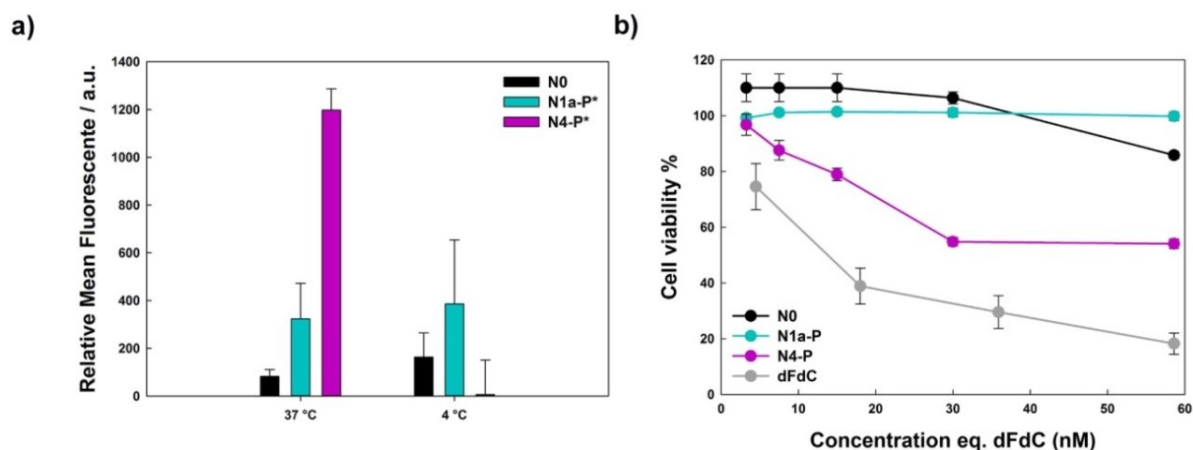 a)
Relative Mean Fluorescente / a.u.
1400
1200
1000
800
600
400
200
0
N0
N1a-P*
N4-P*
37 °C
4 °C
b)
Cell viability %
120
100
80
60
40
20
0
N0
N1a-P
N4-P
dFdC
0
10
20
30
40
50
60
Concentration eq. dFdC (nM)